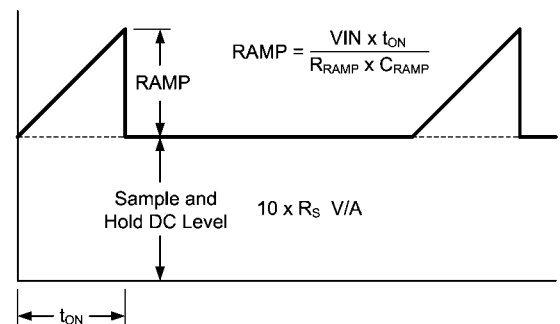 RAMP = VIN x tON / RRAMP x CRAMP
RAMP
Sample and
Hold DC Level
10 x RS V/A
tON